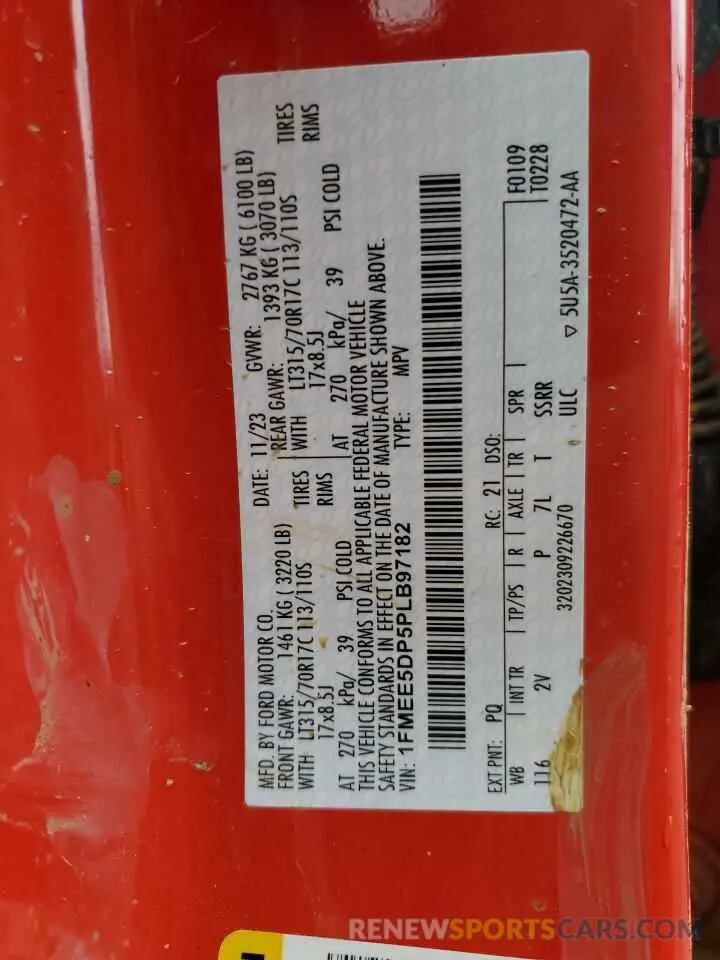 MFD. BY FORD MOTOR CO.
DATE: 11/23 GVWR: 2767 KG ( 6100 LB)
FRONT GAWR: 1461 KG ( 3220 LB) REAR GAWR: 1393 KG ( 3070 LB)
WITH LT315/70R17C 113/110S TIRES WITH LT315/70R17C 113/110S TIRES
17x8.5J RIMS 17x8.5J RIMS
AT 270 kPa/ 39 PSI COLD AT 270 kPa/ 39 PSI COLD
THIS VEHICLE CONFORMS TO ALL APPLICABLE FEDERAL MOTOR VEHICLE
SAFETY STANDARDS IN EFFECT ON THE DATE OF MANUFACTURE SHOWN ABOVE.
VIN: 1FMEE5DP5PLB97182 TYPE: MPV
EXT PNT: PQ RC: 21 DSO:
WB INT TR TP/PS R AXLE TR SPR F0109
116 2V P 7L T SSRR T0228
3202309226670 ULC ▽ 5U5A-3520472-AA
RENEWSPORTSCARS.COM